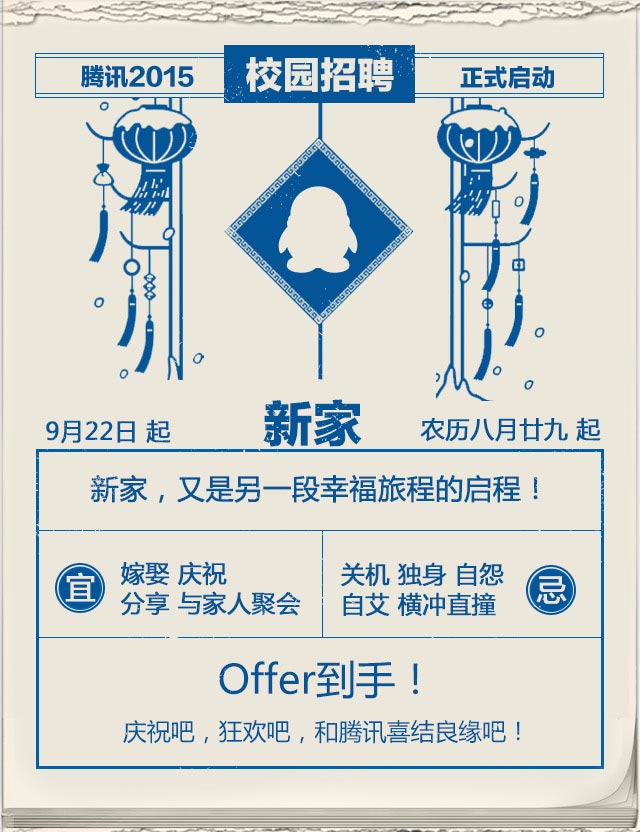 腾讯2015 校园招聘 正式启动
9月22日 起
新家
农历八月廿九 起
新家，又是另一段幸福旅程的启程！
宜
嫁娶 庆祝
分享 与家人聚会
关机 独身 自怨
自艾 横冲直撞
忌
Offer到手！
庆祝吧，狂欢吧，和腾讯喜结良缘吧！